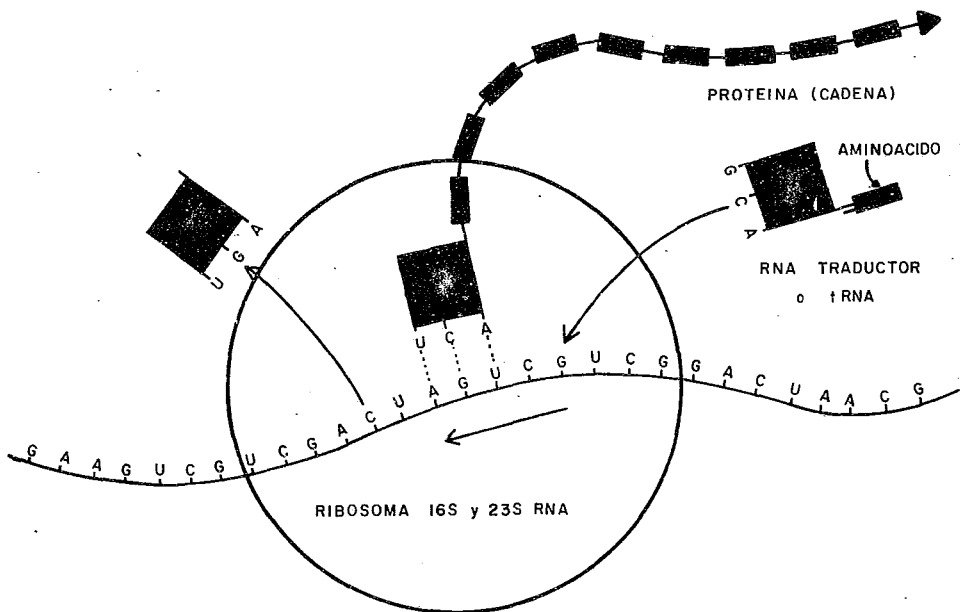 PROTEINA (CADENA)
AMINOACIDO
G
C
A
RNA TRADUCTOR
o tRNA
U G A
U C A
G A A G U C G U C G A C U A G U C G U C G G A C U A A C G
RIBOSOMA 16S y 23S RNA